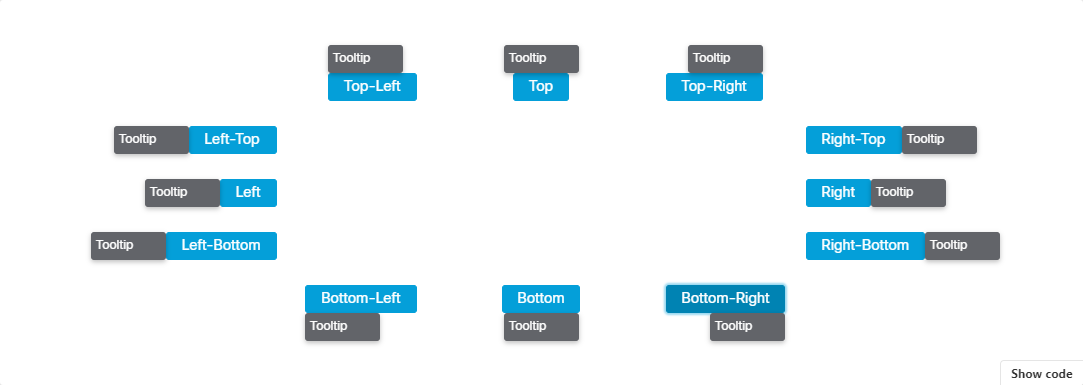 Tooltip
Tooltip
Tooltip
Top-Left
Top
Top-Right
Tooltip
Left-Top
Right-Top
Tooltip
Tooltip
Left
Right
Tooltip
Tooltip
Left-Bottom
Right-Bottom
Tooltip
Bottom-Left
Bottom
Bottom-Right
Tooltip
Tooltip
Tooltip
Show code